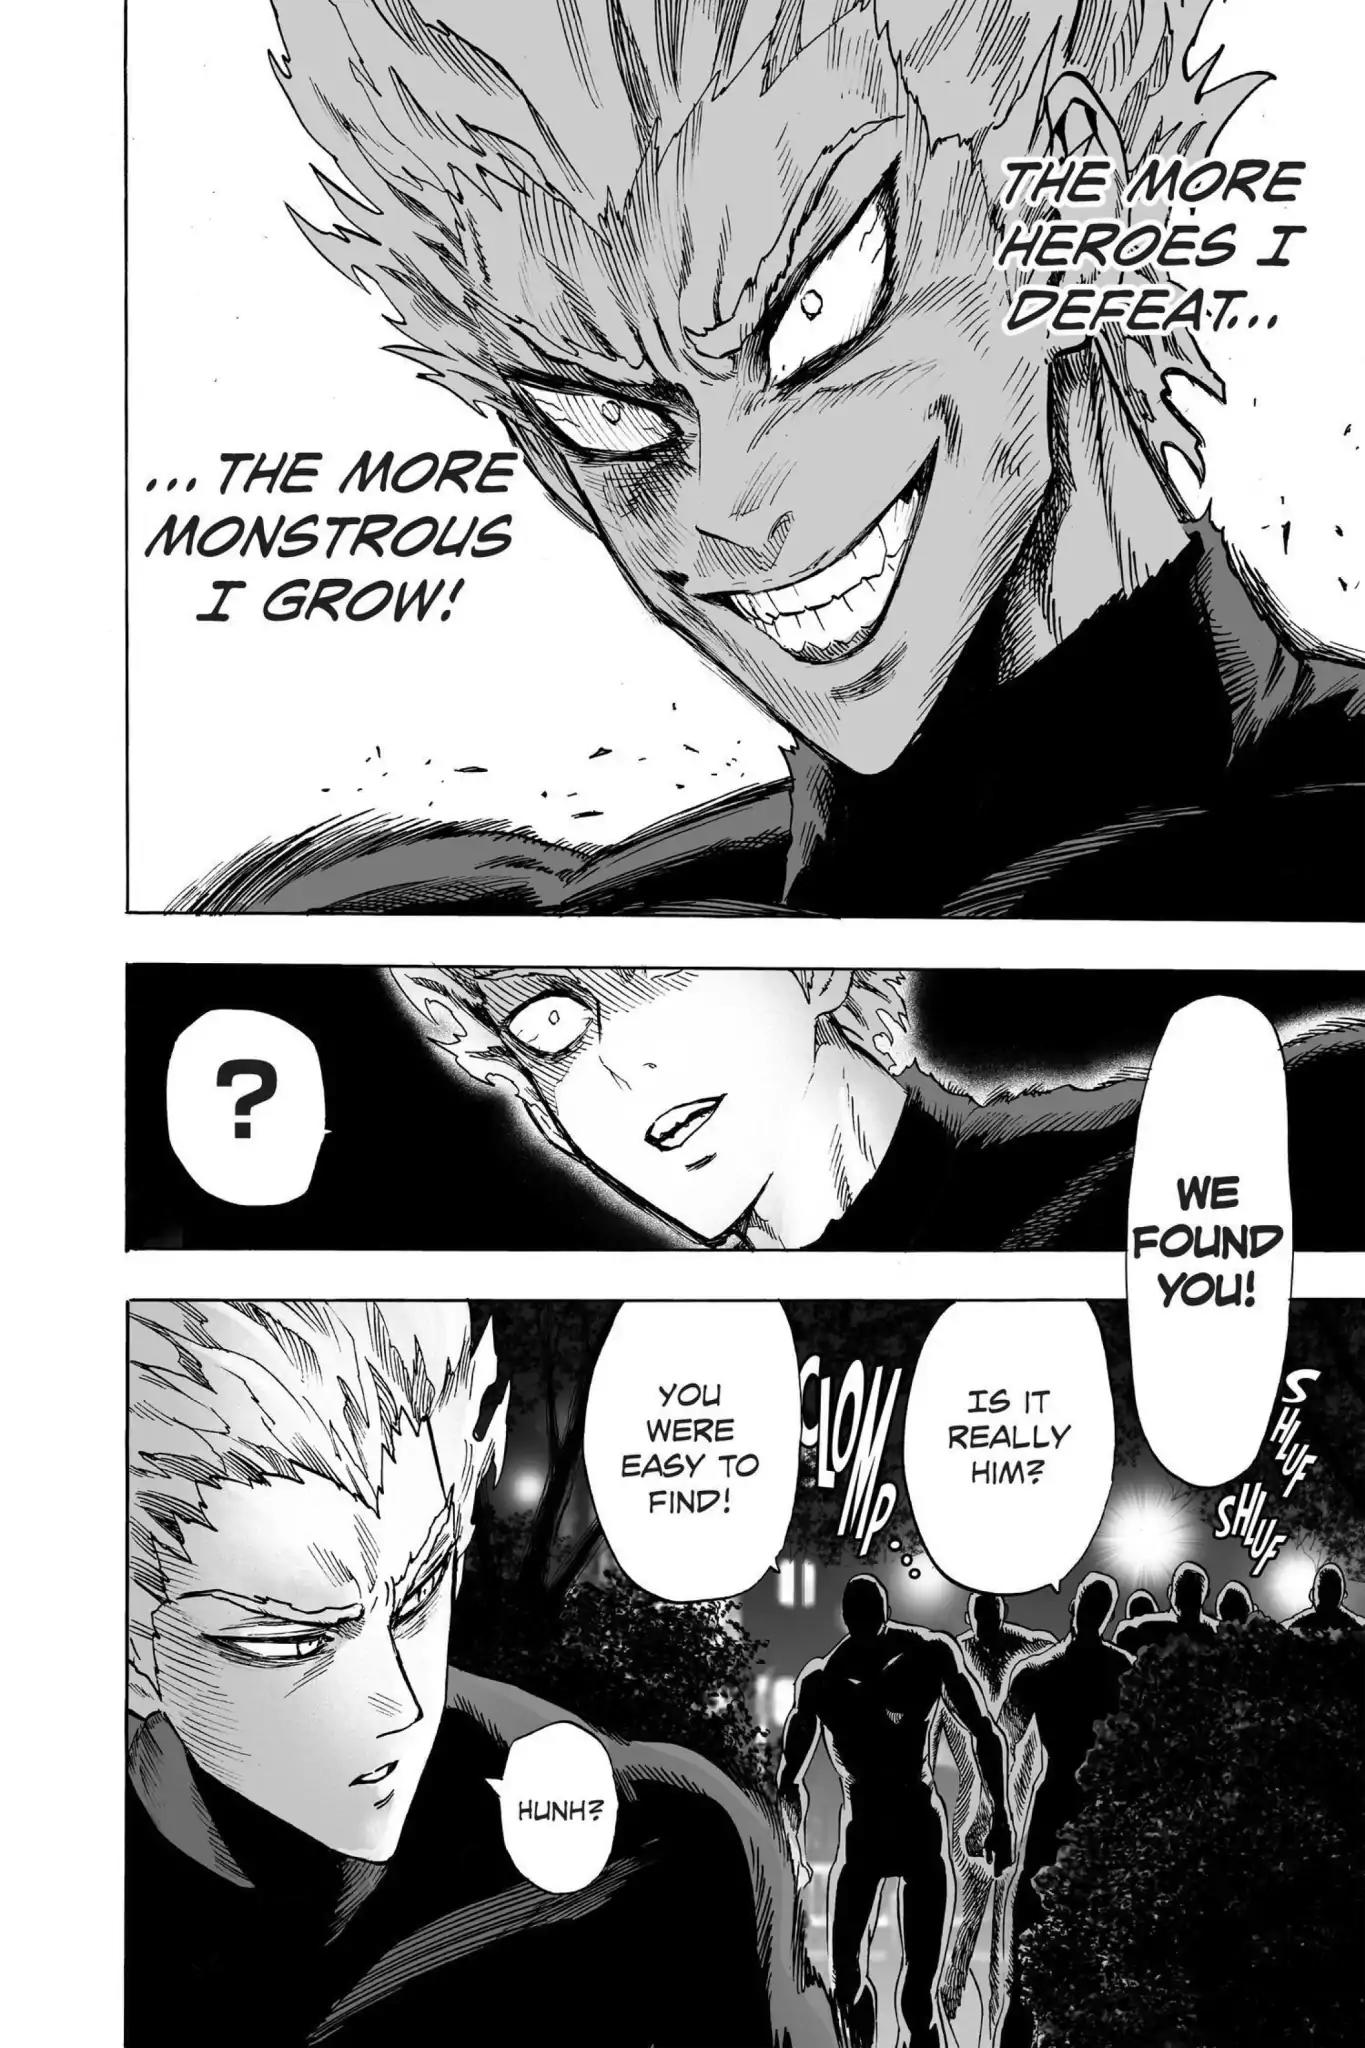 THE MORE
HEROES I
DEFEAT...
...THE MORE
MONSTROUS
I GROW!
WE
FOUND
YOU!
?
SHLUF
SHLUF
IS IT
REALLY
HIM?
CLOMP
YOU
WERE
EASY TO
FIND!
HUNH?